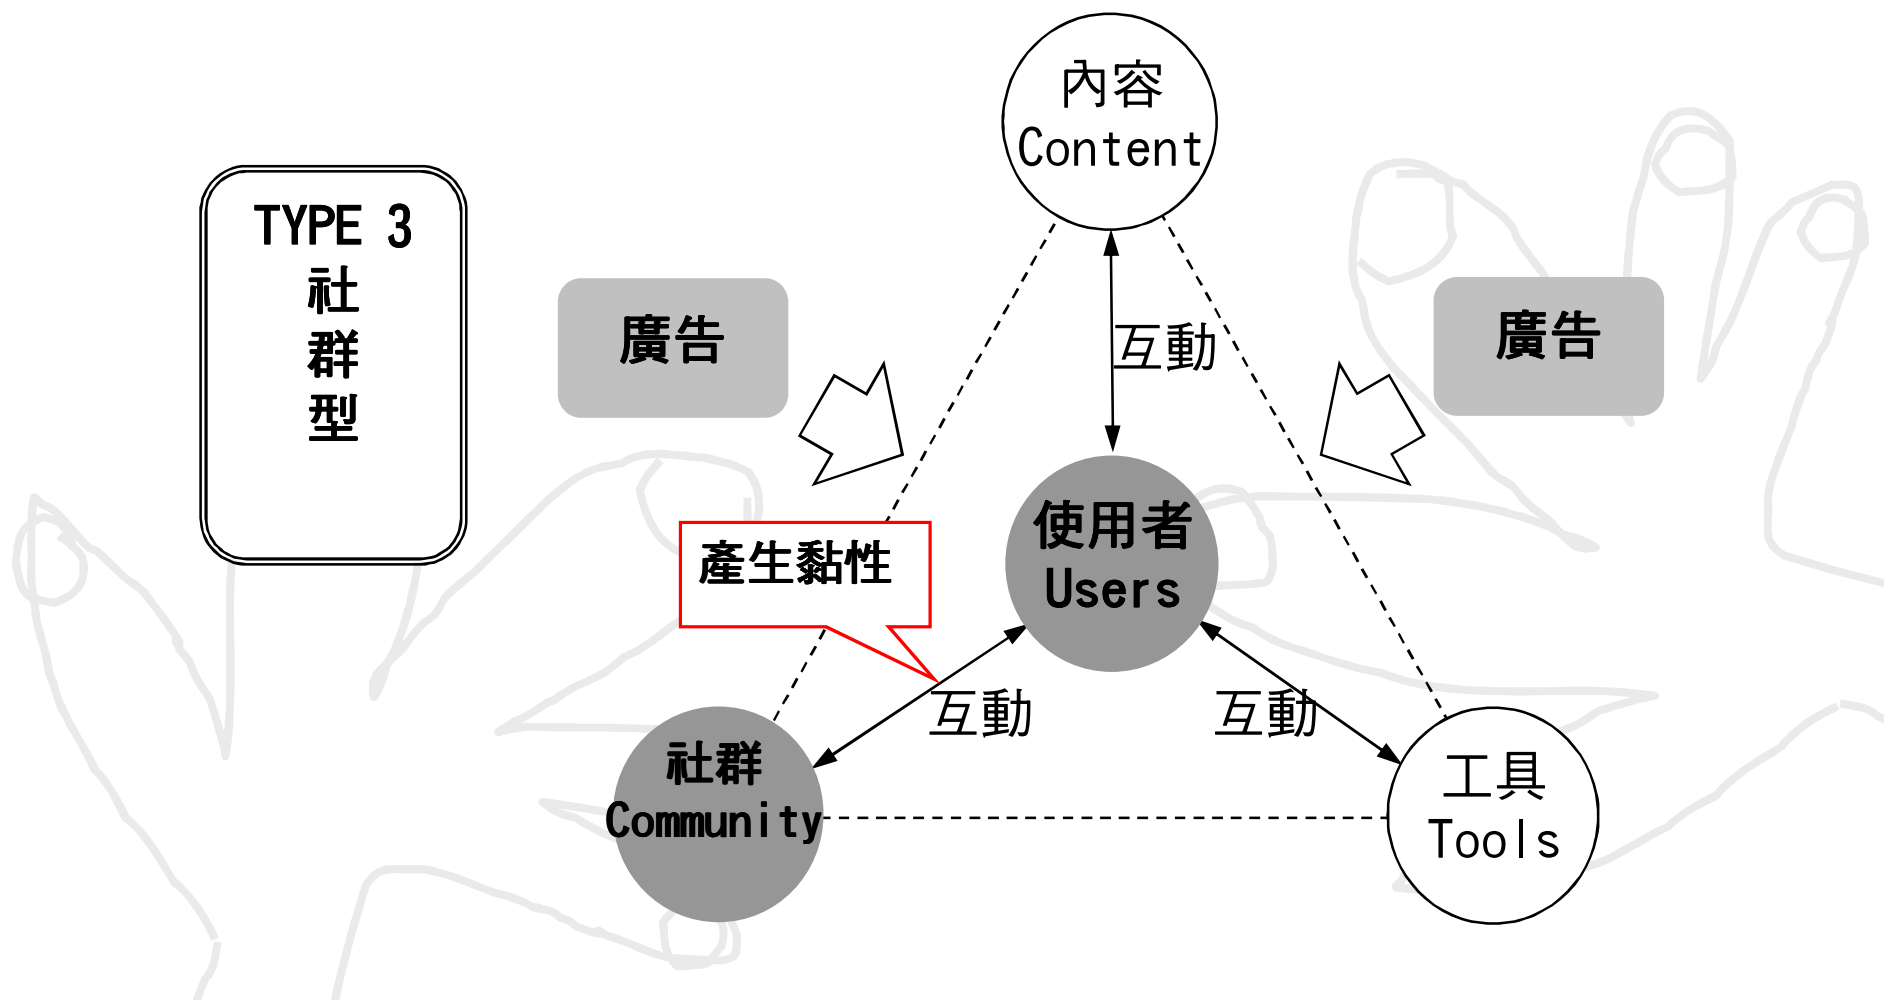 內容
Content
TYPE 3
社
群
型
廣告
廣告
互動
使用者
Users
產生黏性
互動
互動
社群
Community
工具
Tools